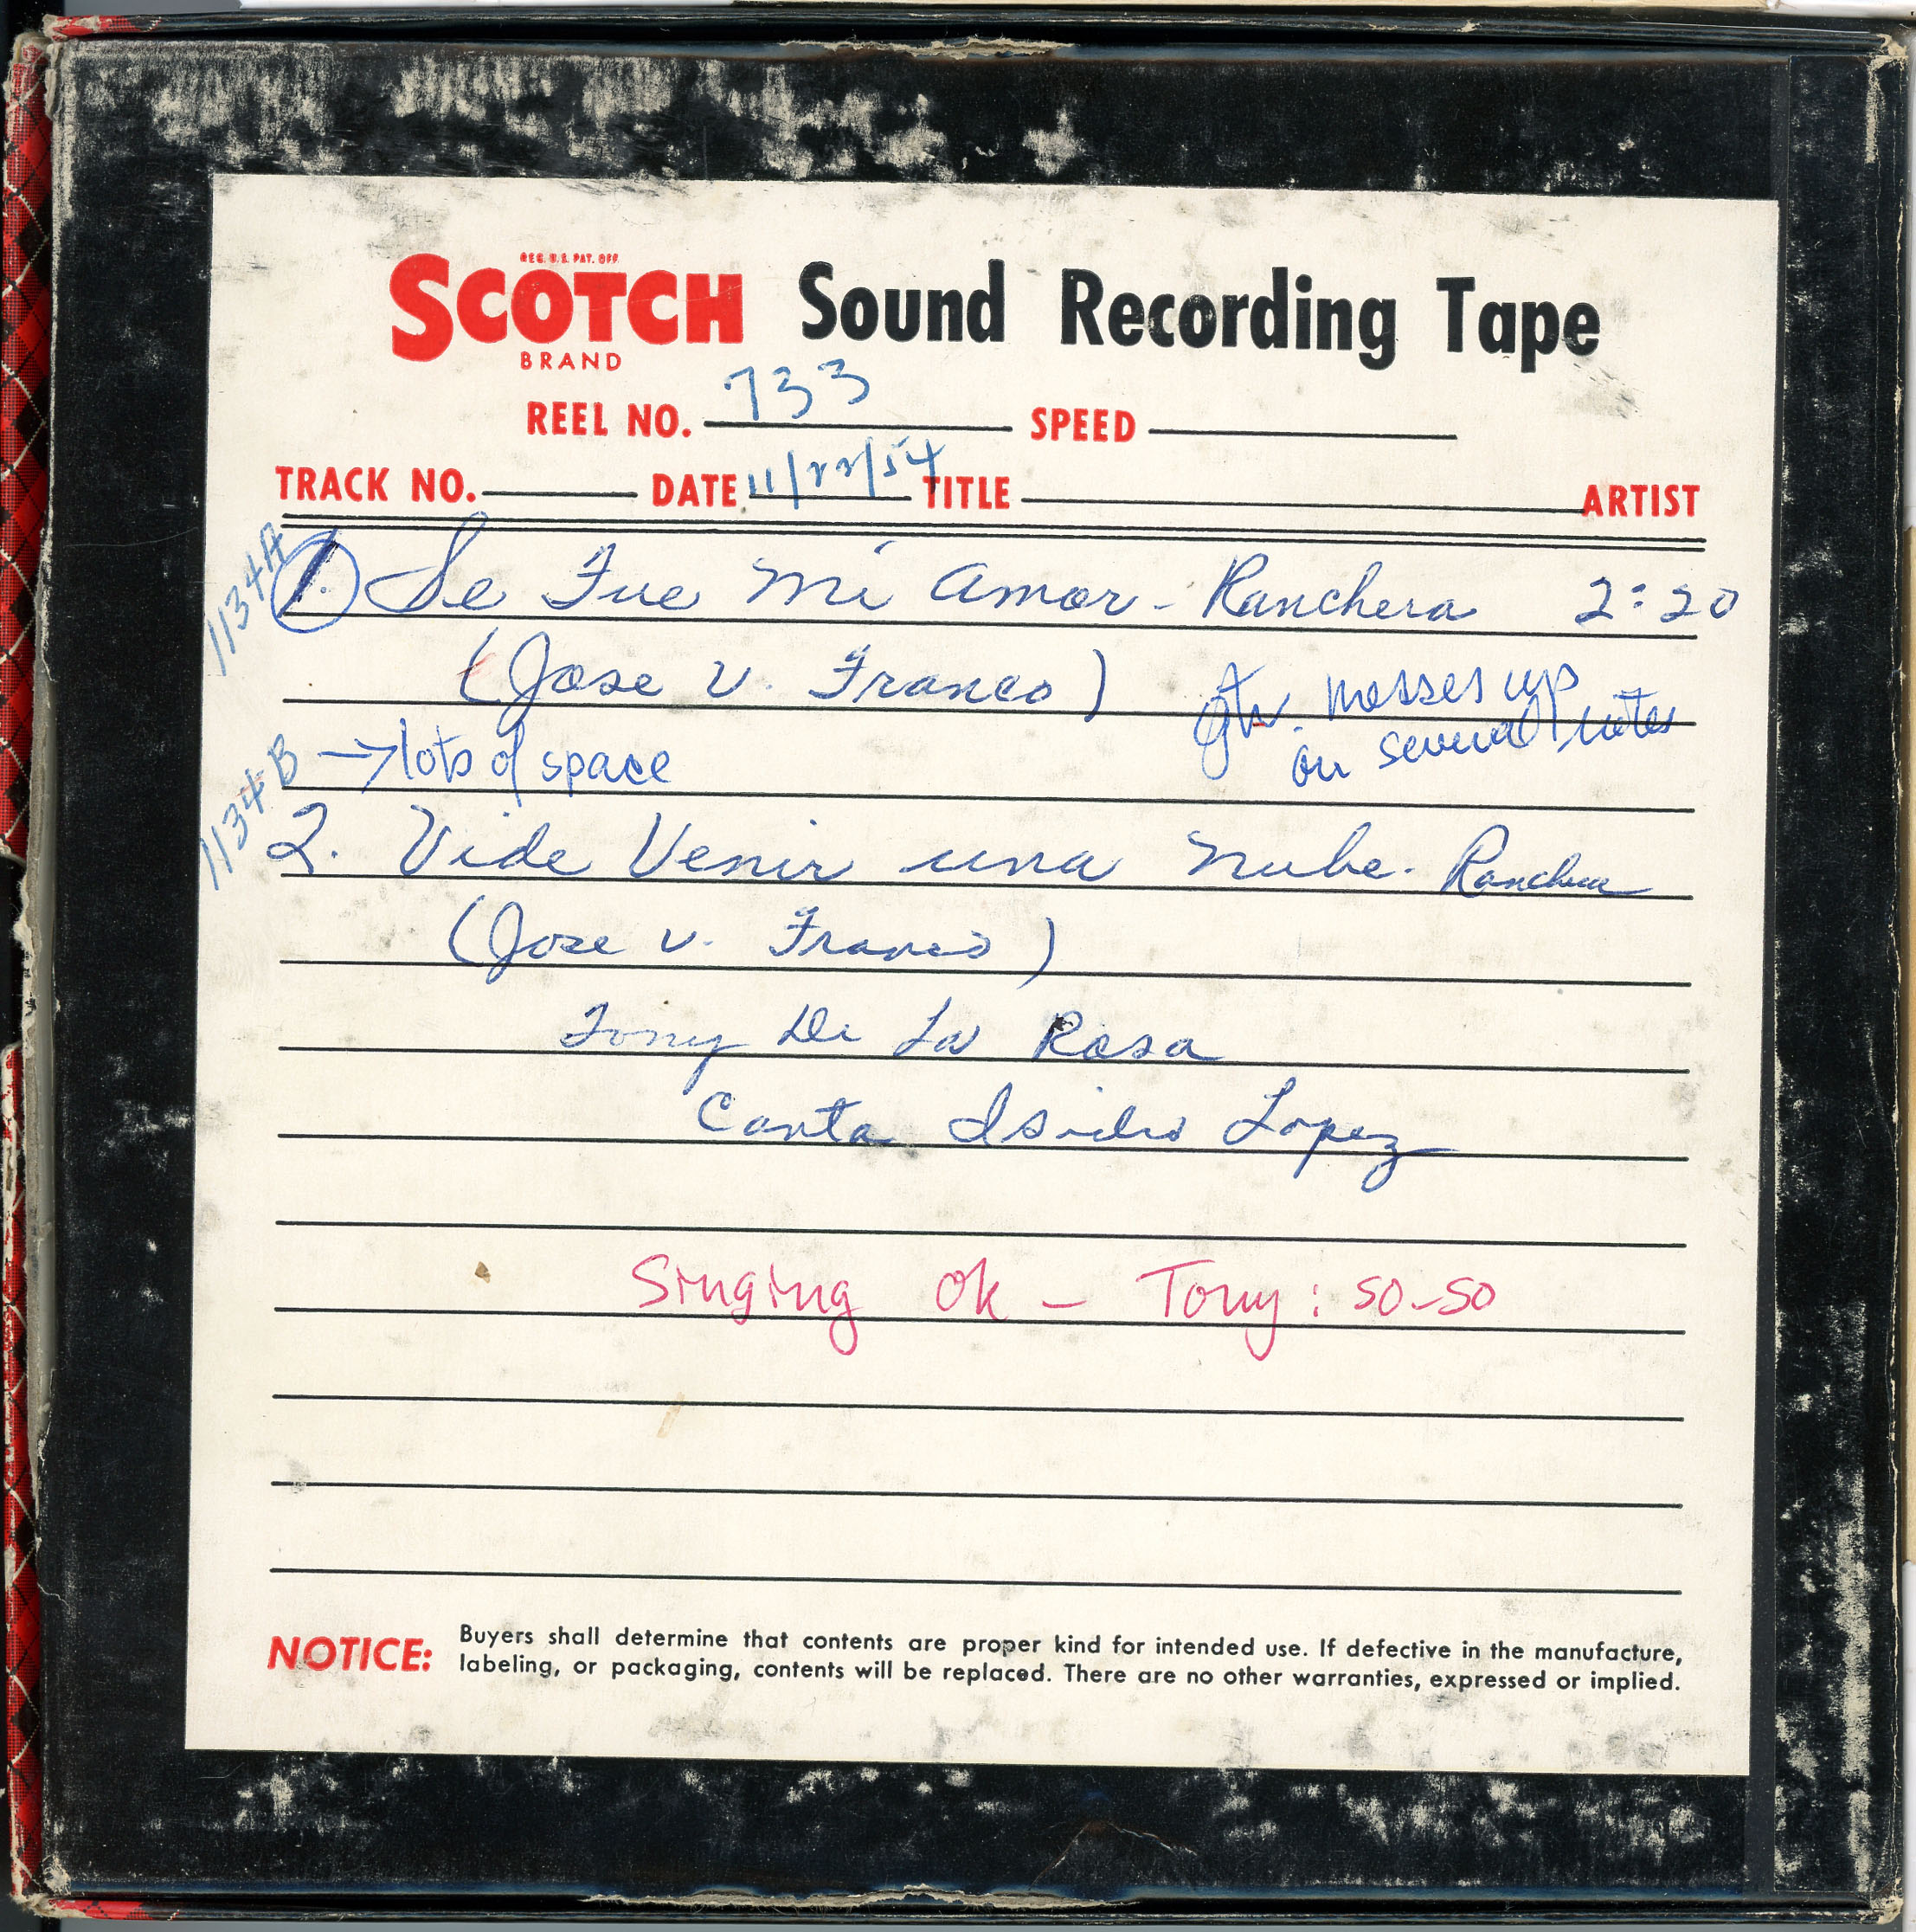 REG. U.S. PAT. OFF.
SCOTCH Sound Recording Tape
BRAND
REEL NO. 733 SPEED
TRACK NO. DATE 11/22/54 TITLE ARTIST
1134A
1. Se Fue Mi Amor - Ranchera 2:20
(Jose V. Franco) gtr. messes up
on several notes
→ lots of space
1134B
2. Vide Venir una Nube. Ranchera
(Jose V. Franco)
Tony De La Rosa
Canta Isidro Lopez
Singing Ok - Tony: so-so
NOTICE: Buyers shall determine that contents are proper kind for intended use. If defective in the manufacture,
labeling, or packaging, contents will be replaced. There are no other warranties, expressed or implied.